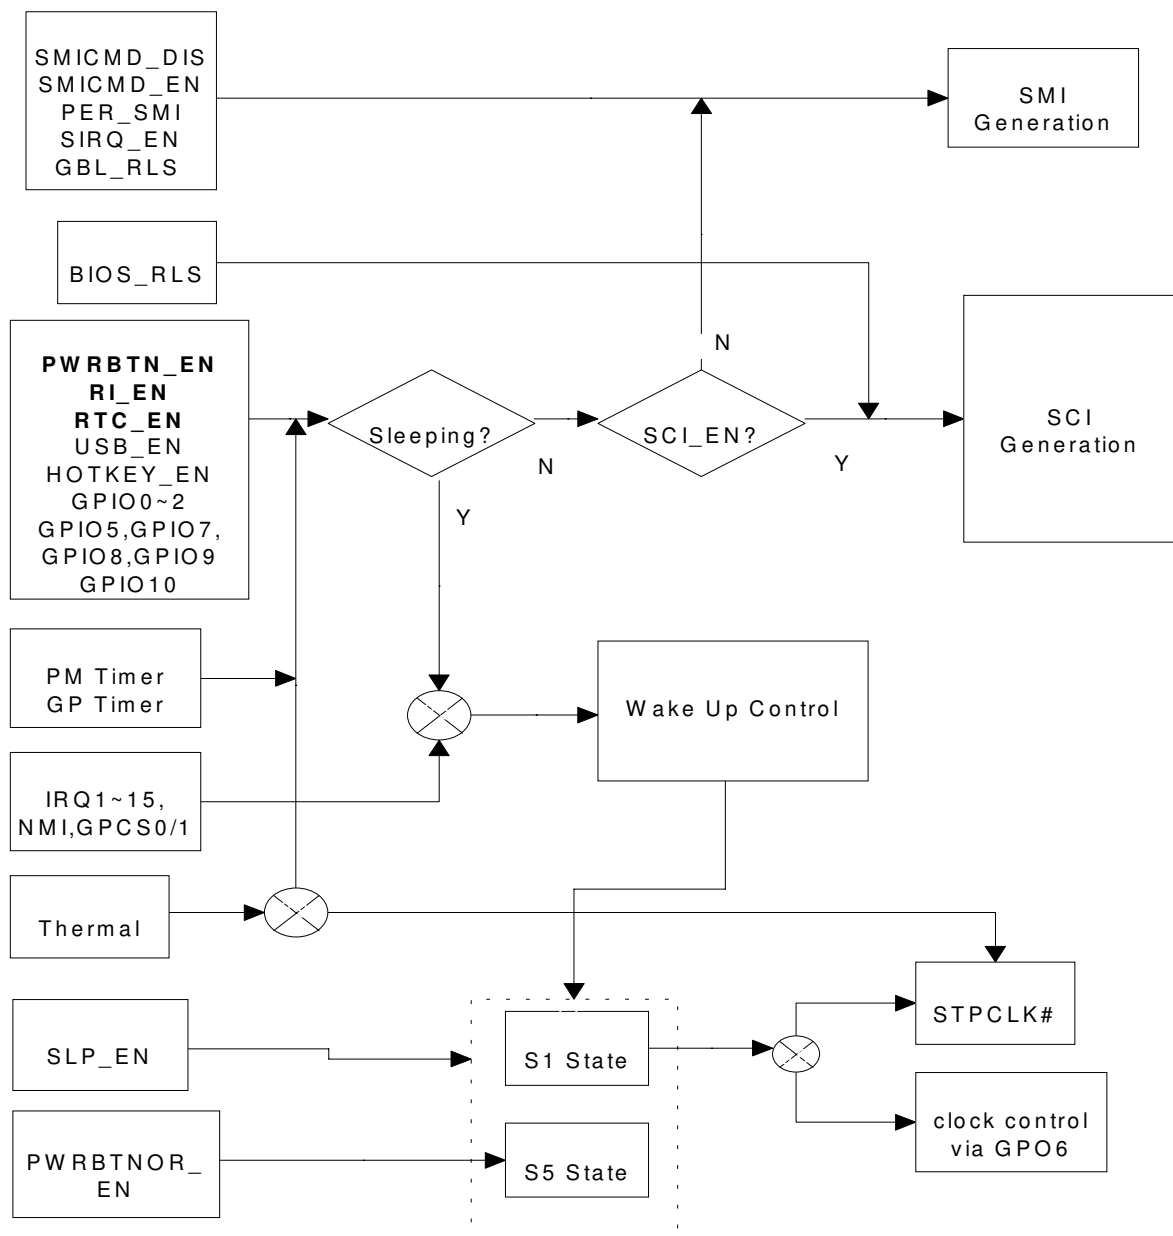 SMICMD_DIS
SMICMD_EN
PER_SMI
SIRQ_EN
GBL_RLS
SMI
Generation
BIOS_RLS
PWRBTN_EN
RI_EN
RTC_EN
USB_EN
HOTKEY_EN
GPIO0~2
GPIO5,GPIO7,
GPIO8,GPIO9
GPIO10
Sleeping?
N
Y
SCI_EN?
N
Y
SCI
Generation
PM Timer
GP Timer
Wake Up Control
IRQ1~15,
NMI,GPCS0/1
Thermal
STPCLK#
SLP_EN
S1 State
clock control
via GPO6
PWRBTNOR_
EN
S5 State